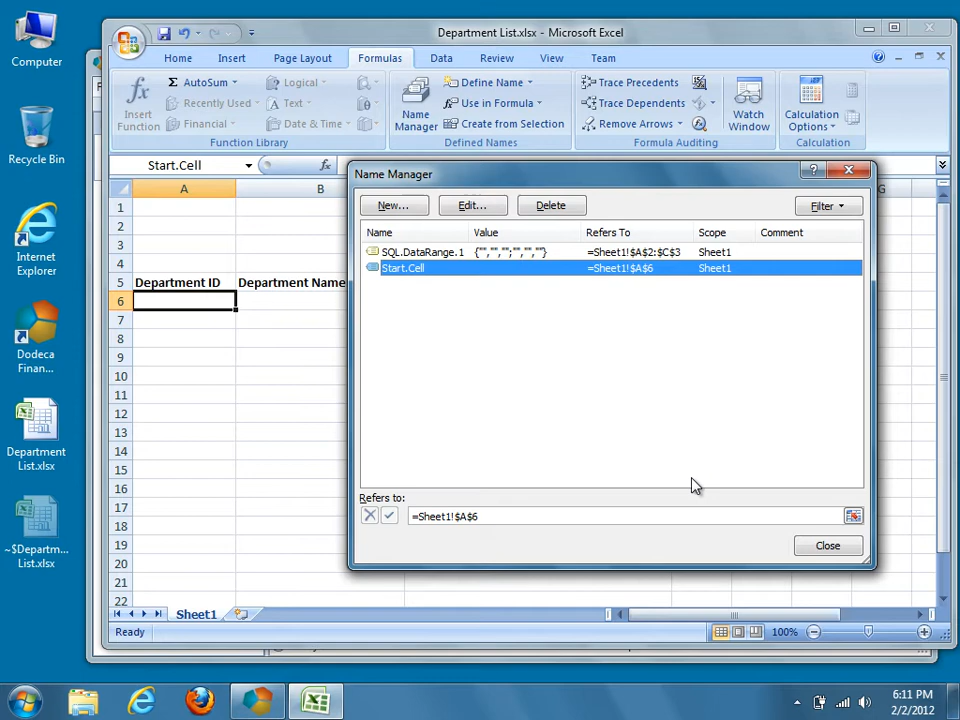 Computer
Recycle Bin
Internet
Explorer
Dodeca
Finan...
Department
List.xlsx
~$Departm...
List.xlsx
Department List.xlsx - Microsoft Excel
Home Insert Page Layout Formulas Data Review View Team
fx
Insert
Function
Σ AutoSum
Recently Used
Financial
Logical
Text
Date & Time
Function Library
Name
Manager
Define Name
Use in Formula
Create from Selection
Defined Names
Trace Precedents
Trace Dependents
Remove Arrows
Watch
Window
Formula Auditing
Calculation
Options
Calculation
Start.Cell
fx
A B G
1
2
3
4
5 Department ID Department Name
6
7
8
9
10
11
12
13
14
15
16
17
18
19
20
21
22
Name Manager
New... Edit... Delete Filter
Name Value Refers To Scope Comment
SQL.DataRange.1 {"","","";"","",""} =Sheet1!$A$2:$C$3 Sheet1
Start.Cell =Sheet1!$A$6 Sheet1
Refers to:
=Sheet1!$A$6
Close
Sheet1
Ready 100%
6:11 PM
2/2/2012